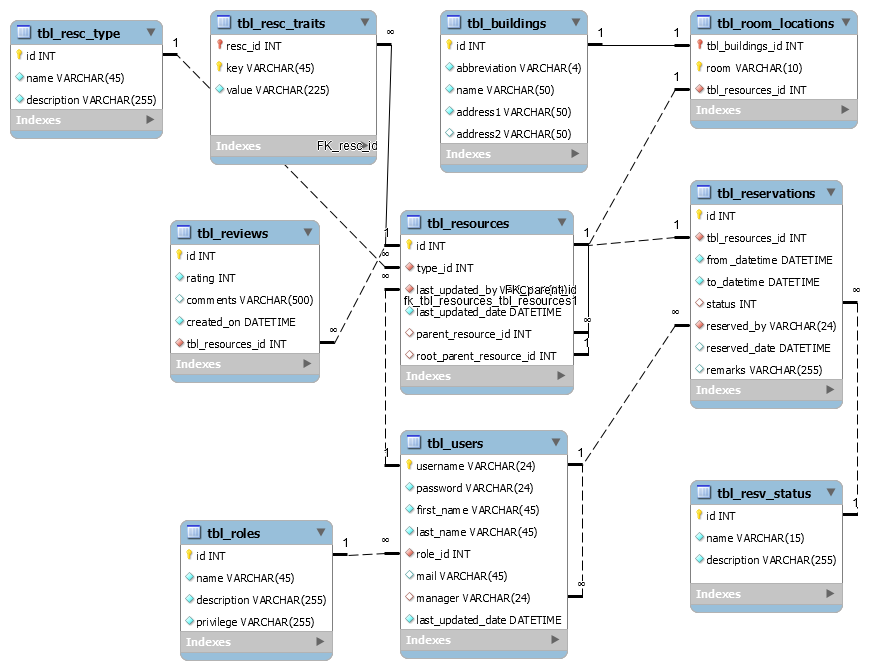 tbl_resc_type
id INT
name VARCHAR(45)
description VARCHAR(255)
Indexes
1
tbl_resc_traits
resc_id INT
key VARCHAR(45)
value VARCHAR(225)
Indexes
FK_resc_id
∞
tbl_buildings
id INT
abbreviation VARCHAR(4)
name VARCHAR(50)
address1 VARCHAR(50)
address2 VARCHAR(50)
Indexes
1
1
1
tbl_room_locations
tbl_buildings_id INT
room VARCHAR(10)
tbl_resources_id INT
Indexes
tbl_reviews
id INT
rating INT
comments VARCHAR(500)
created_on DATETIME
tbl_resources_id INT
Indexes
∞
1
∞
∞
tbl_resources
id INT
type_id INT
last_updated_by
FK_parent_id
fk_tbl_resources_tbl_resources1
last_updated_date DATETIME
parent_resource_id INT
root_parent_resource_id INT
Indexes
1
∞
1
1
∞
tbl_reservations
id INT
tbl_resources_id INT
from_datetime DATETIME
to_datetime DATETIME
status INT
reserved_by VARCHAR(24)
reserved_date DATETIME
remarks VARCHAR(255)
Indexes
∞
1
tbl_roles
id INT
name VARCHAR(45)
description VARCHAR(255)
privilege VARCHAR(255)
Indexes
1
∞
1
tbl_users
username VARCHAR(24)
password VARCHAR(24)
first_name VARCHAR(45)
last_name VARCHAR(45)
role_id INT
mail VARCHAR(45)
manager VARCHAR(24)
last_updated_date DATETIME
Indexes
1
∞
tbl_resv_status
id INT
name VARCHAR(15)
description VARCHAR(255)
Indexes